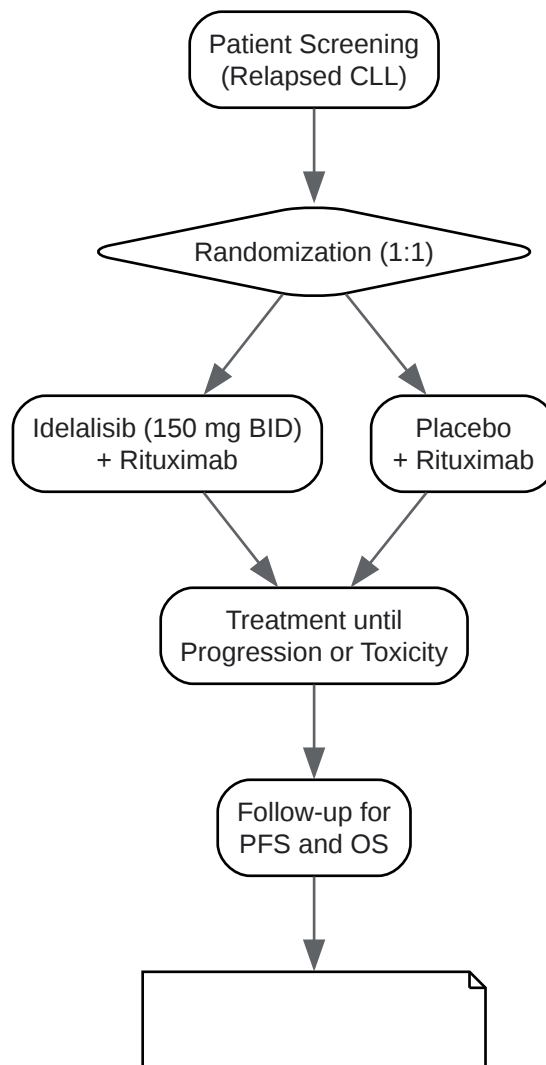 Patient Screening
(Relapsed CLL)
Randomization (1:1)
Idelalisib (150 mg BID)
+ Rituximab
Placebo
+ Rituximab
Treatment until
Progression or Toxicity
Follow-up for
PFS and OS